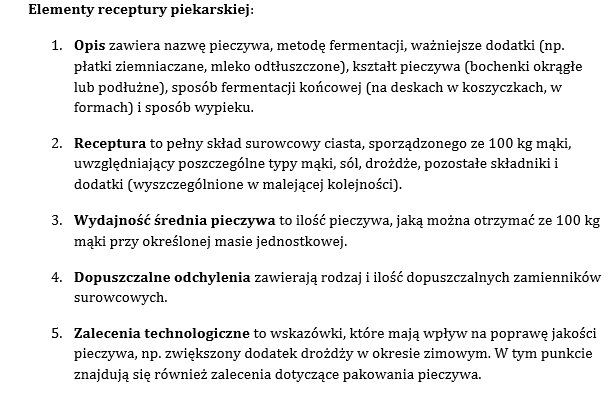 Elementy receptury piekarskiej:
1. Opis zawiera nazwę pieczywa, metodę fermentacji, ważniejsze dodatki (np.
płatki ziemniaczane, mleko odtłuszczone), kształt pieczywa (bochenki okrągłe
lub podłużne), sposób fermentacji końcowej (na deskach w koszyczkach, w
formach) i sposób wypieku.
2. Receptura to pełny skład surowcowy ciasta, sporządzonego ze 100 kg mąki,
uwzględniający poszczególne typy mąki, sól, drożdże, pozostałe składniki i
dodatki (wyszczególnione w malejącej kolejności).
3. Wydajność średnia pieczywa to ilość pieczywa, jaką można otrzymać ze 100 kg
mąki przy określonej masie jednostkowej.
4. Dopuszczalne odchylenia zawierają rodzaj i ilość dopuszczalnych zamienników
surowcowych.
5. Zalecenia technologiczne to wskazówki, które mają wpływ na poprawę jakości
pieczywa, np. zwiększony dodatek drożdży w okresie zimowym. W tym punkcie
znajdują się również zalecenia dotyczące pakowania pieczywa.